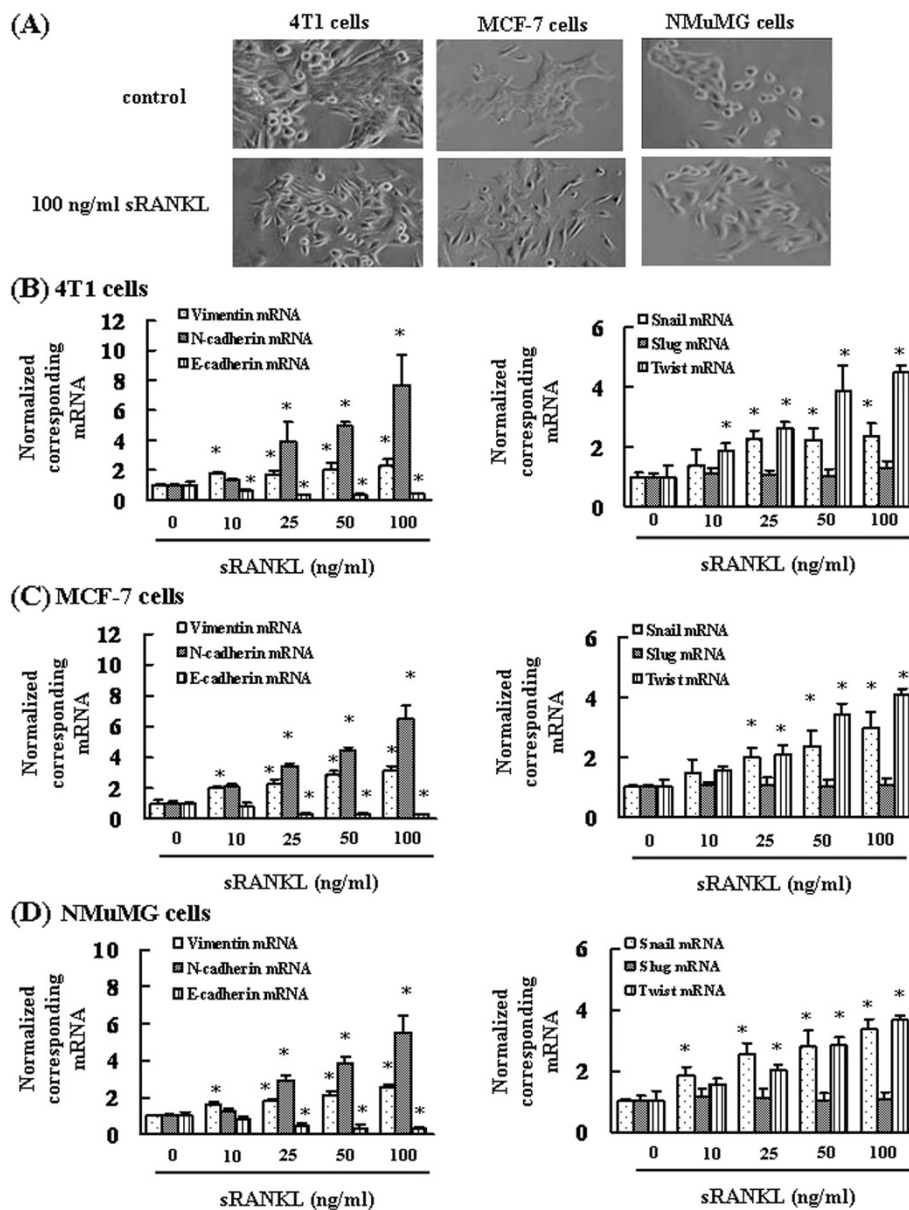 (A)
4T1 cells
MCF-7 cells
NMuMG cells
control
100 ng/ml sRANKL
(B) 4T1 cells
Normalized
corresponding
mRNA
12
10
8
6
4
2
0
Vimentin mRNA
N-cadherin mRNA
E-cadherin mRNA
* * * * * * * * * * *
0 10 25 50 100
sRANKL (ng/ml)
Normalized
corresponding
mRNA
6
4
2
0
Snail mRNA
Slug mRNA
Twist mRNA
* * * * * * *
0 10 25 50 100
sRANKL (ng/ml)
(C) MCF-7 cells
Normalized
corresponding
mRNA
12
10
8
6
4
2
0
Vimentin mRNA
N-cadherin mRNA
E-cadherin mRNA
* * * * * * * * * *
0 10 25 50 100
sRANKL (ng/ml)
Normalized
corresponding
mRNA
6
4
2
0
Snail mRNA
Slug mRNA
Twist mRNA
* * * * * *
0 10 25 50 100
sRANKL (ng/ml)
(D) NMuMG cells
Normalized
corresponding
mRNA
10
8
6
4
2
0
Vimentin mRNA
N-cadherin mRNA
E-cadherin mRNA
* * * * * * * * * *
0 10 25 50 100
sRANKL (ng/ml)
Normalized
corresponding
mRNA
6
4
2
0
Snail mRNA
Slug mRNA
Twist mRNA
* * * * * * *
0 10 25 50 100
sRANKL (ng/ml)